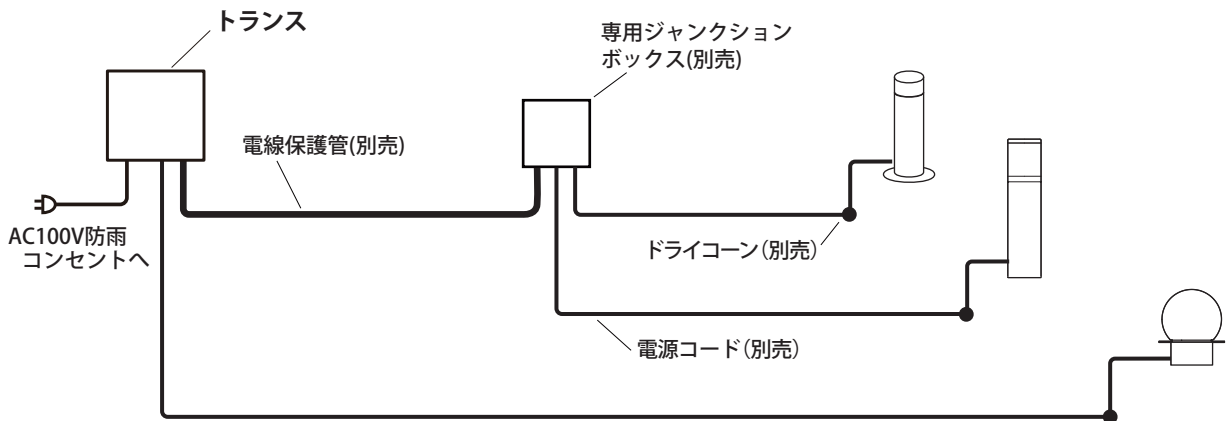 トランス
専用ジャンクション
ボックス(別売)
電線保護管(別売)
AC100V防雨
コンセントへ
ドライコーン(別売)
電源コード(別売)